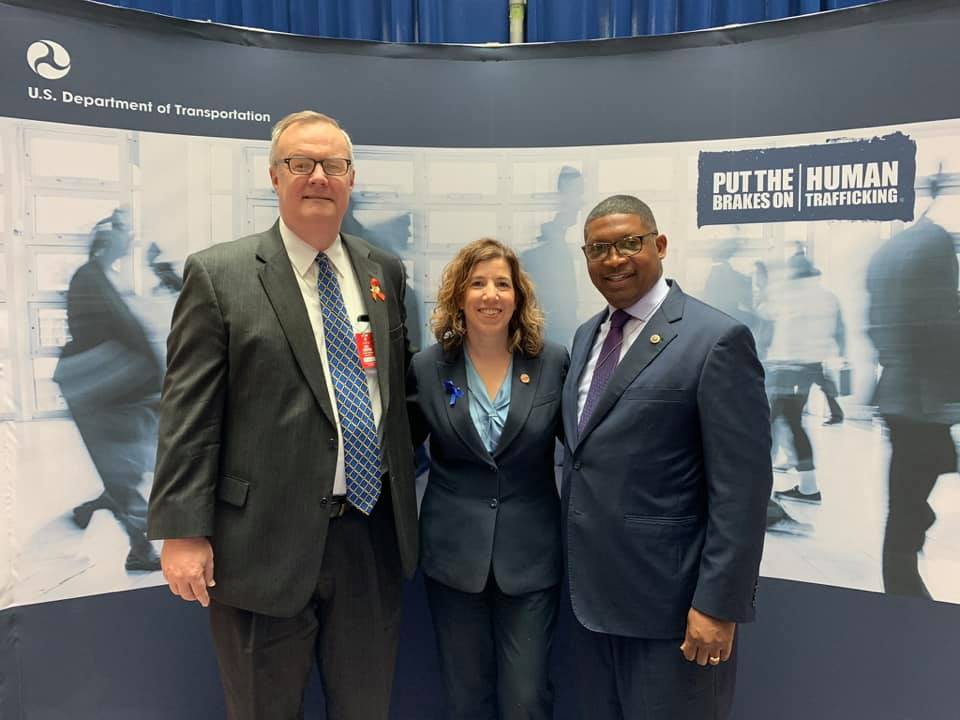 U.S. Department of Transportation
PUT THE HUMAN
BRAKES ON TRAFFICKING